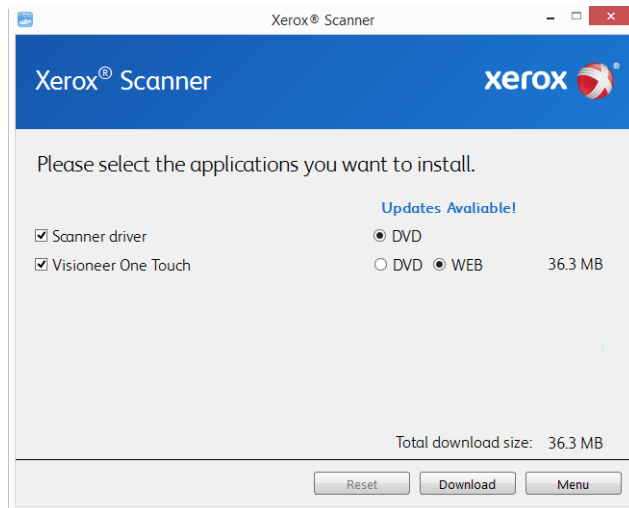 Xerox® Scanner
Xerox® Scanner
xerox®
Please select the applications you want to install.
Updates Avaliable!
Scanner driver DVD
Visioneer One Touch DVD WEB 36.3 MB
Total download size: 36.3 MB
Reset Download Menu